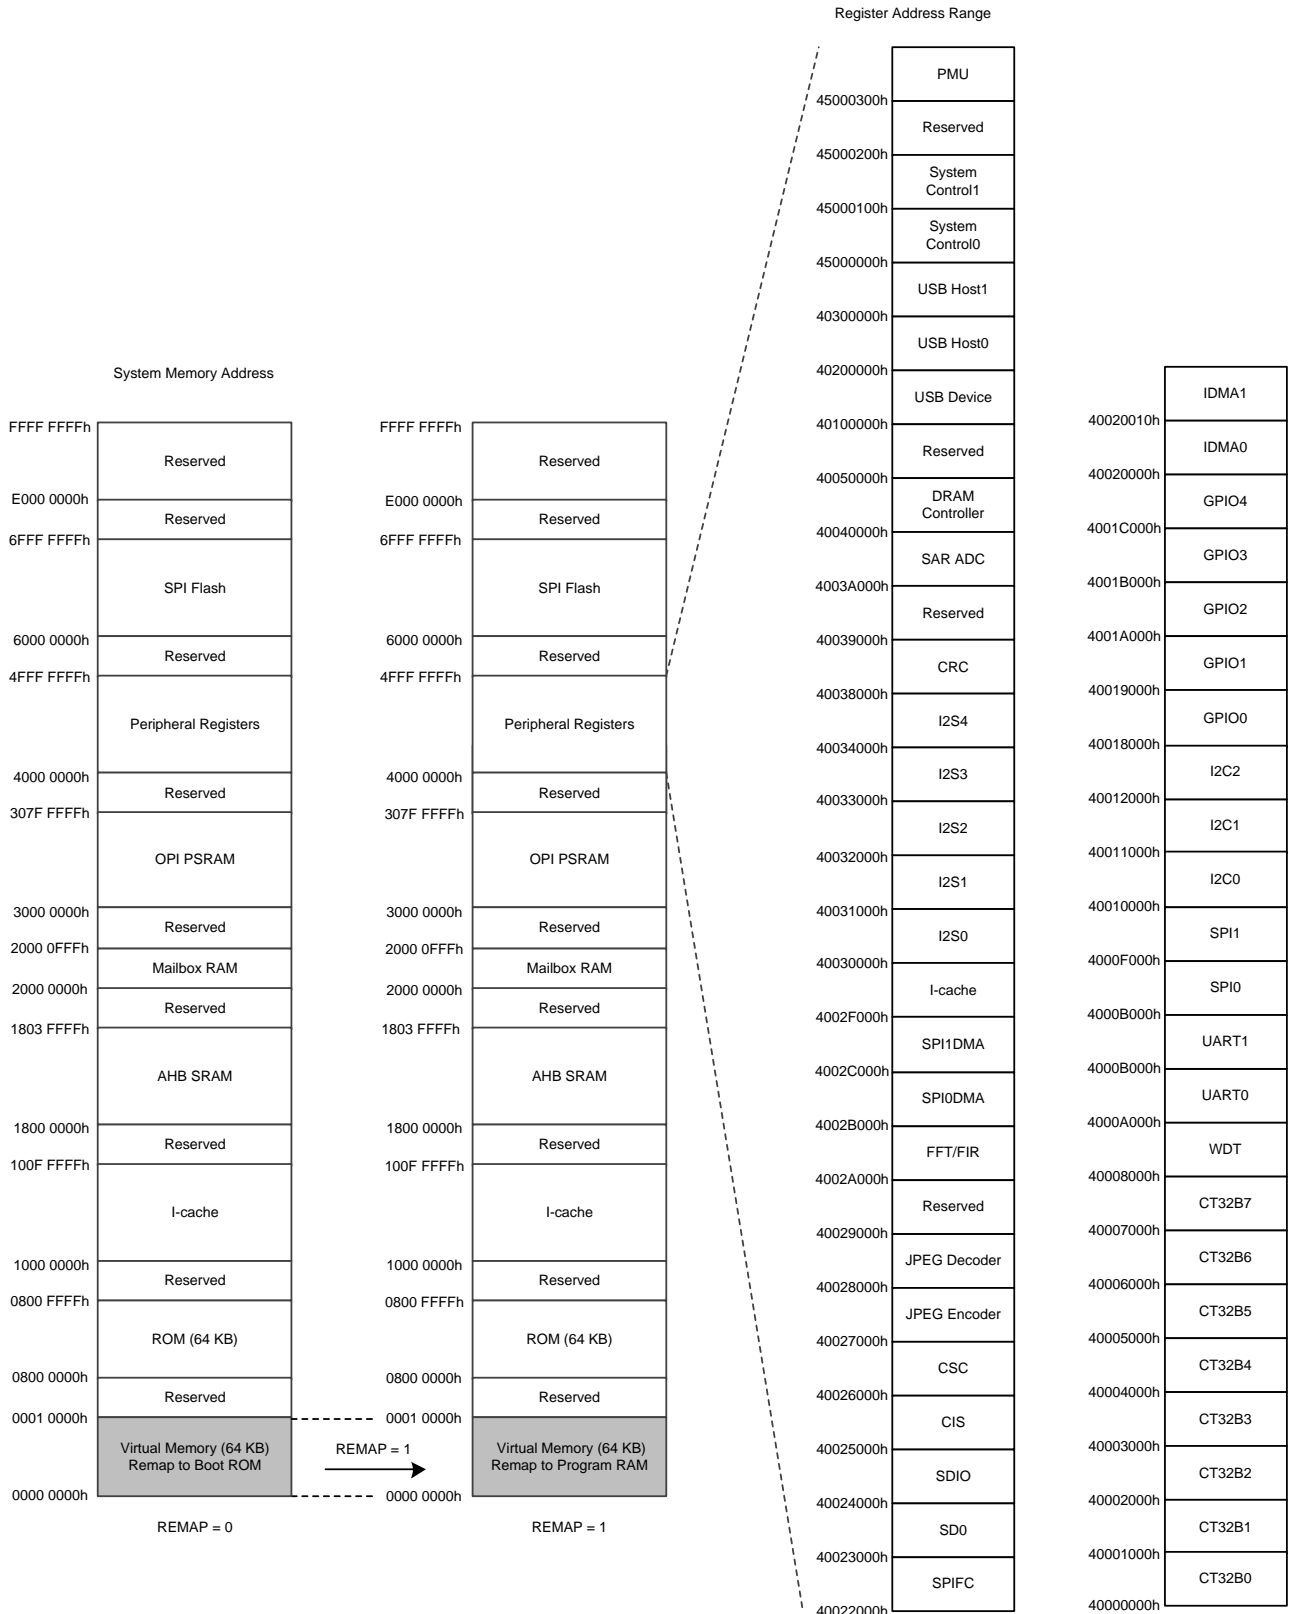 Register Address Range
PMU
45000300h
Reserved
45000200h
System
Control1
45000100h
System
Control0
45000000h
USB Host1
40300000h
USB Host0
40200000h
USB Device
40100000h
Reserved
40050000h
DRAM
Controller
40040000h
SAR ADC
4003A000h
Reserved
40039000h
CRC
40038000h
I2S4
40034000h
I2S3
40033000h
I2S2
40032000h
I2S1
40031000h
I2S0
40030000h
I-cache
4002F000h
SPI1DMA
4002C000h
SPI0DMA
4002B000h
FFT/FIR
4002A000h
Reserved
40029000h
JPEG Decoder
40028000h
JPEG Encoder
40027000h
CSC
40026000h
CIS
40025000h
SDIO
40024000h
SD0
40023000h
SPIFC
40022000h
IDMA1
40020010h
IDMA0
40020000h
GPIO4
4001C000h
GPIO3
4001B000h
GPIO2
4001A000h
GPIO1
40019000h
GPIO0
40018000h
I2C2
40012000h
I2C1
40011000h
I2C0
40010000h
SPI1
4000F000h
SPI0
4000B000h
UART1
4000B000h
UART0
4000A000h
WDT
40008000h
CT32B7
40007000h
CT32B6
40006000h
CT32B5
40005000h
CT32B4
40004000h
CT32B3
40003000h
CT32B2
40002000h
CT32B1
40001000h
CT32B0
40000000h
System Memory Address
FFFF FFFFh
Reserved
E000 0000h
Reserved
6FFF FFFFh
SPI Flash
6000 0000h
Reserved
4FFF FFFFh
Peripheral Registers
4000 0000h
Reserved
307F FFFFh
OPI PSRAM
3000 0000h
Reserved
2000 0FFFh
Mailbox RAM
2000 0000h
Reserved
1803 FFFFh
AHB SRAM
1800 0000h
Reserved
100F FFFFh
I-cache
1000 0000h
Reserved
0800 FFFFh
ROM (64 KB)
0800 0000h
Reserved
0001 0000h
Virtual Memory (64 KB)
Remap to Boot ROM
0000 0000h
REMAP = 0
REMAP = 1
FFFF FFFFh
Reserved
E000 0000h
Reserved
6FFF FFFFh
SPI Flash
6000 0000h
Reserved
4FFF FFFFh
Peripheral Registers
4000 0000h
Reserved
307F FFFFh
OPI PSRAM
3000 0000h
Reserved
2000 0FFFh
Mailbox RAM
2000 0000h
Reserved
1803 FFFFh
AHB SRAM
1800 0000h
Reserved
100F FFFFh
I-cache
1000 0000h
Reserved
0800 FFFFh
ROM (64 KB)
0800 0000h
Reserved
0001 0000h
Virtual Memory (64 KB)
Remap to Program RAM
0000 0000h
REMAP = 1